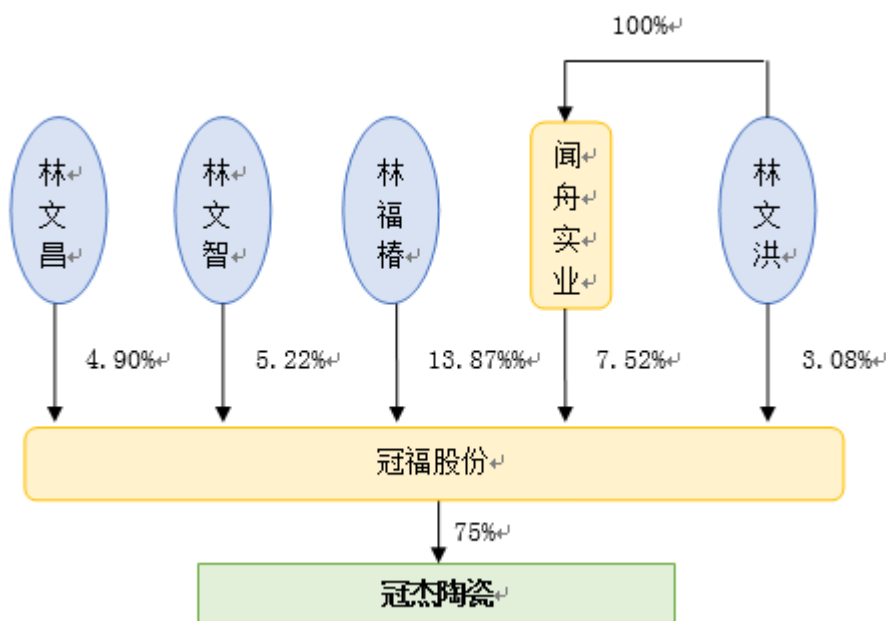 100%↵
林↵
文
昌↵
林↵
文
智↵
林
福
椿↵
闻↵
舟↵
实↵
业↵
林↵
文
洪↵
4.90%↵
5.22%↵
13.87%%↵
7.52%↵
3.08%↵
冠福股份↵
75%↵
冠杰陶瓷↵